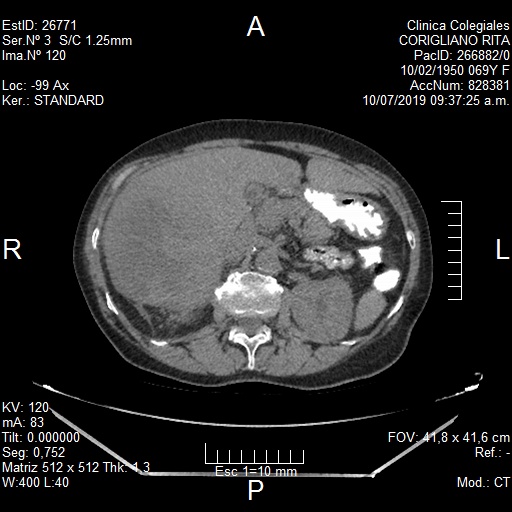 EstID: 26771
Ser.Nº 3 S/C 1.25mm
Ima.Nº 120
Loc: -99 Ax
Ker.: STANDARD
A
Clinica Colegiales
CORIGLIANO RITA
PacID: 266882/0
10/02/1950 069Y F
AccNum: 828381
10/07/2019 09:37:25 a.m.
R
L
KV: 120
mA: 83
Tilt: 0.000000
Seg: 0,752
Matriz 512 x 512 Thk: 1.3
W:400 L:40
Esc 1=10 mm
P
FOV: 41,8 x 41,6 cm
Ref.: -
Mod.: CT